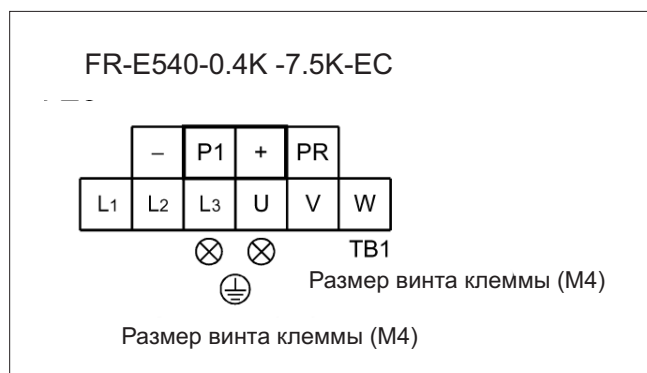 FR-E540-0.4K -7.5K-EC
– P1 + PR
L1 L2 L3 U V W
TB1
Размер винта клеммы (M4)
Размер винта клеммы (M4)